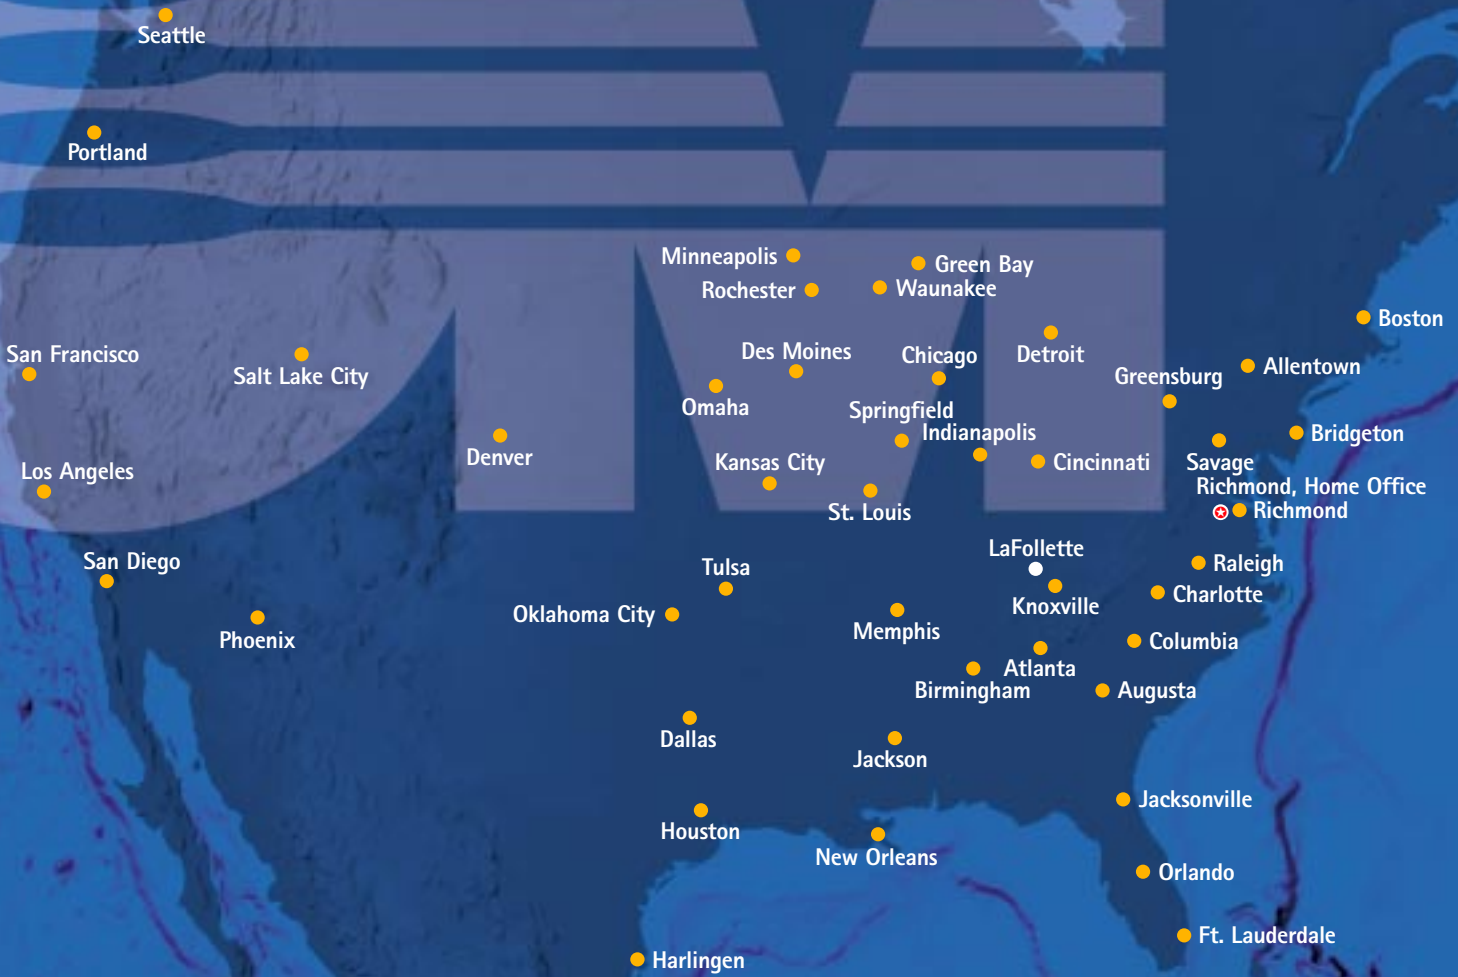 Seattle
Portland
Minneapolis
Green Bay
Rochester
Waunakee
Boston
San Francisco
Salt Lake City
Des Moines
Chicago
Detroit
Allentown
Greensburg
Omaha
Springfield
Indianapolis
Bridgeton
Denver
Kansas City
Cincinnati
Savage
Los Angeles
Richmond, Home Office
St. Louis
Richmond
LaFollette
San Diego
Tulsa
Raleigh
Charlotte
Oklahoma City
Knoxville
Memphis
Phoenix
Columbia
Atlanta
Birmingham
Augusta
Dallas
Jackson
Jacksonville
Houston
New Orleans
Orlando
Ft. Lauderdale
Harlingen